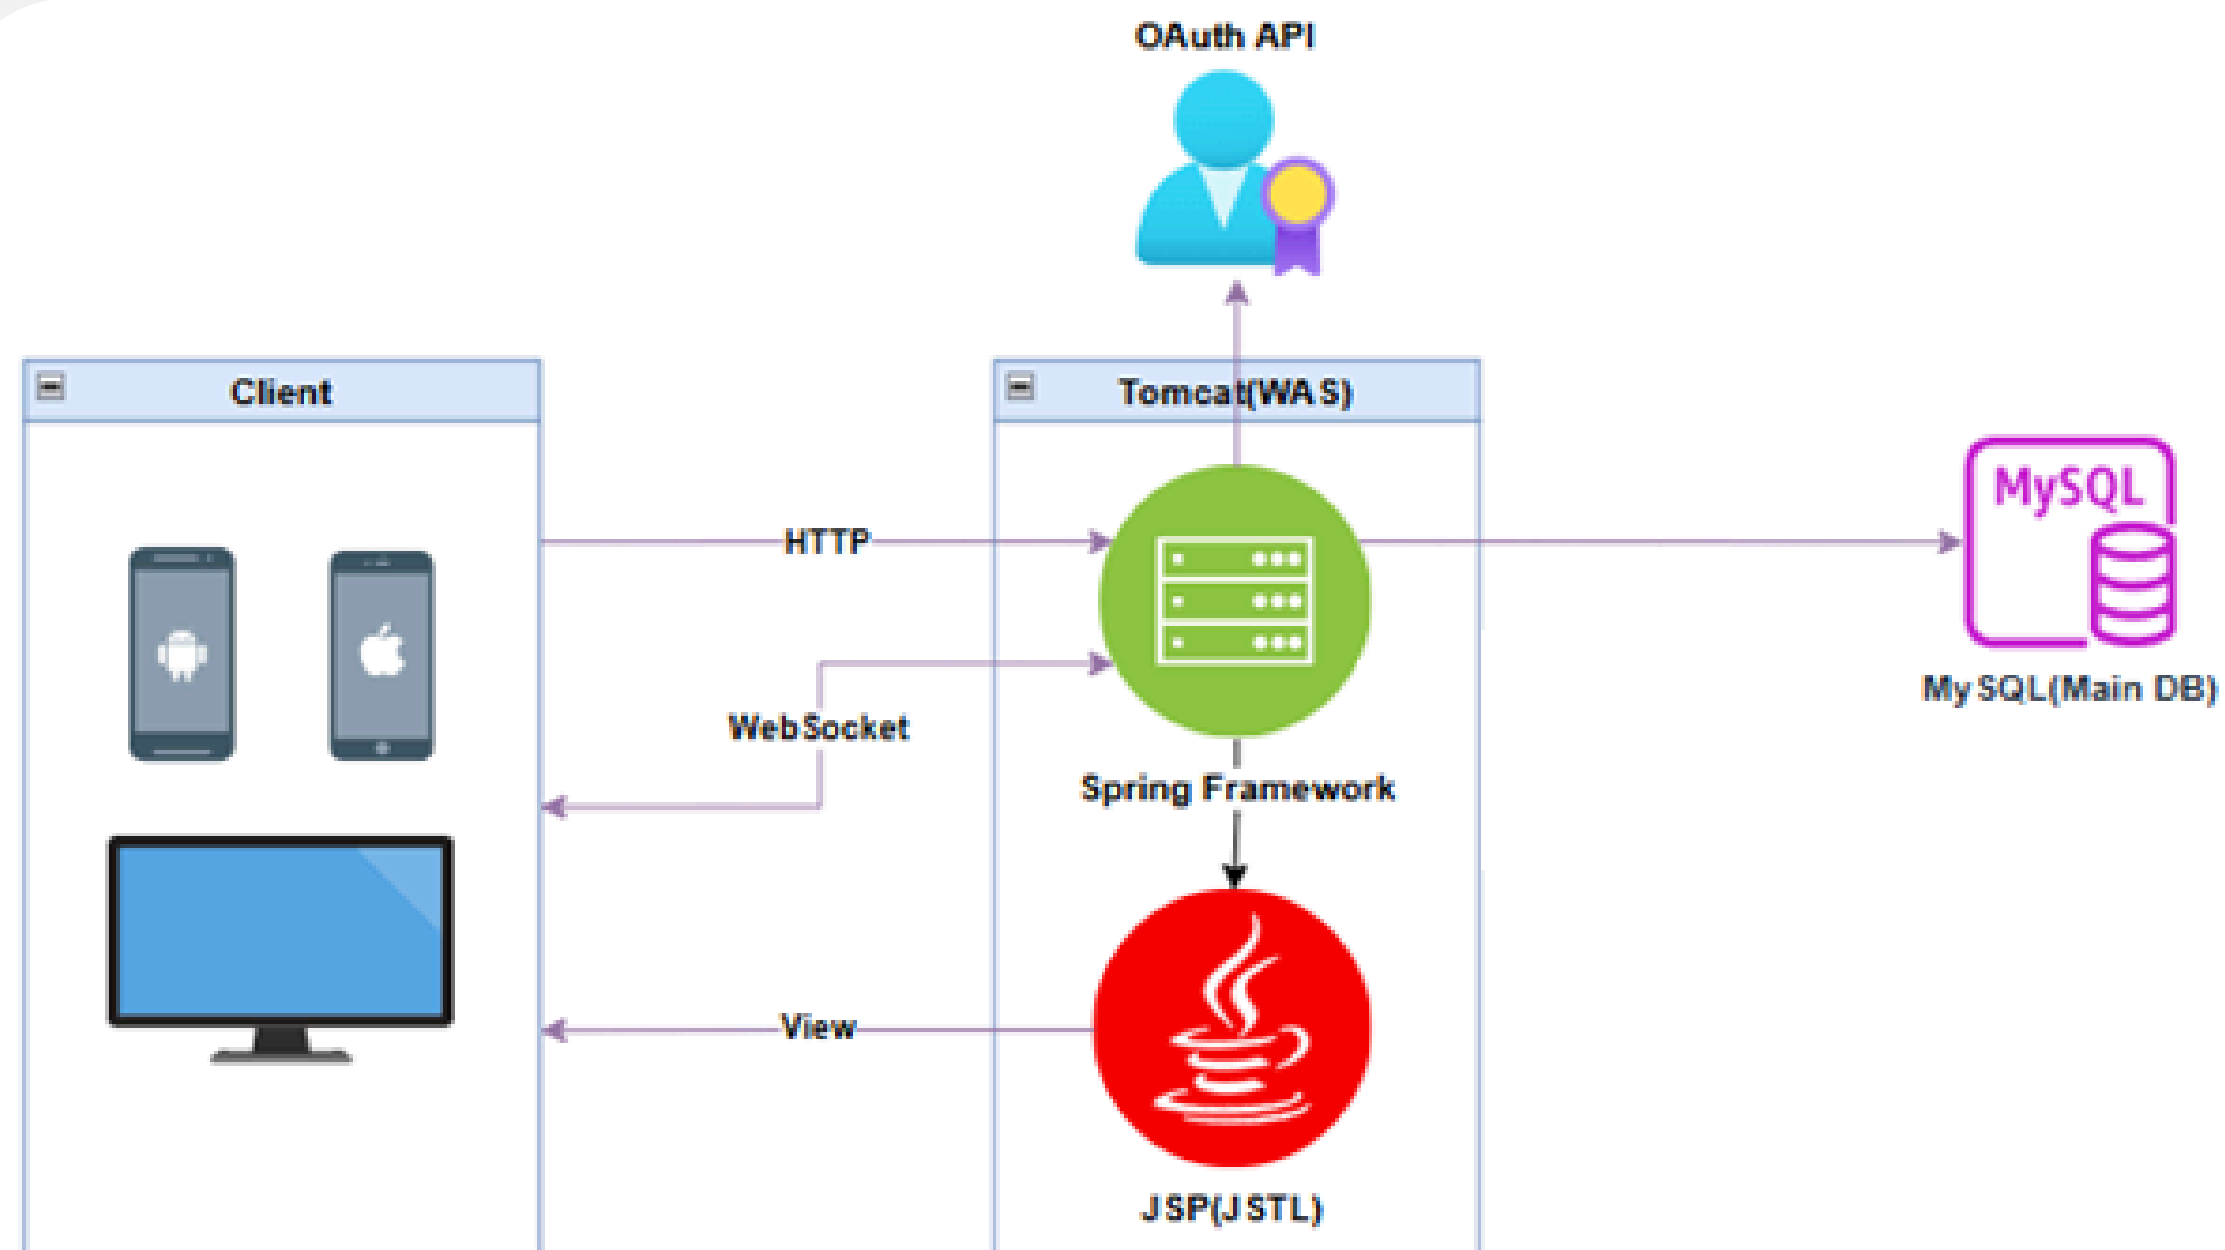 OAuth API
Client
Tomcat(WAS)
HTTP
MySQL
MySQL(Main DB)
WebSocket
Spring Framework
View
JSP(JSTL)